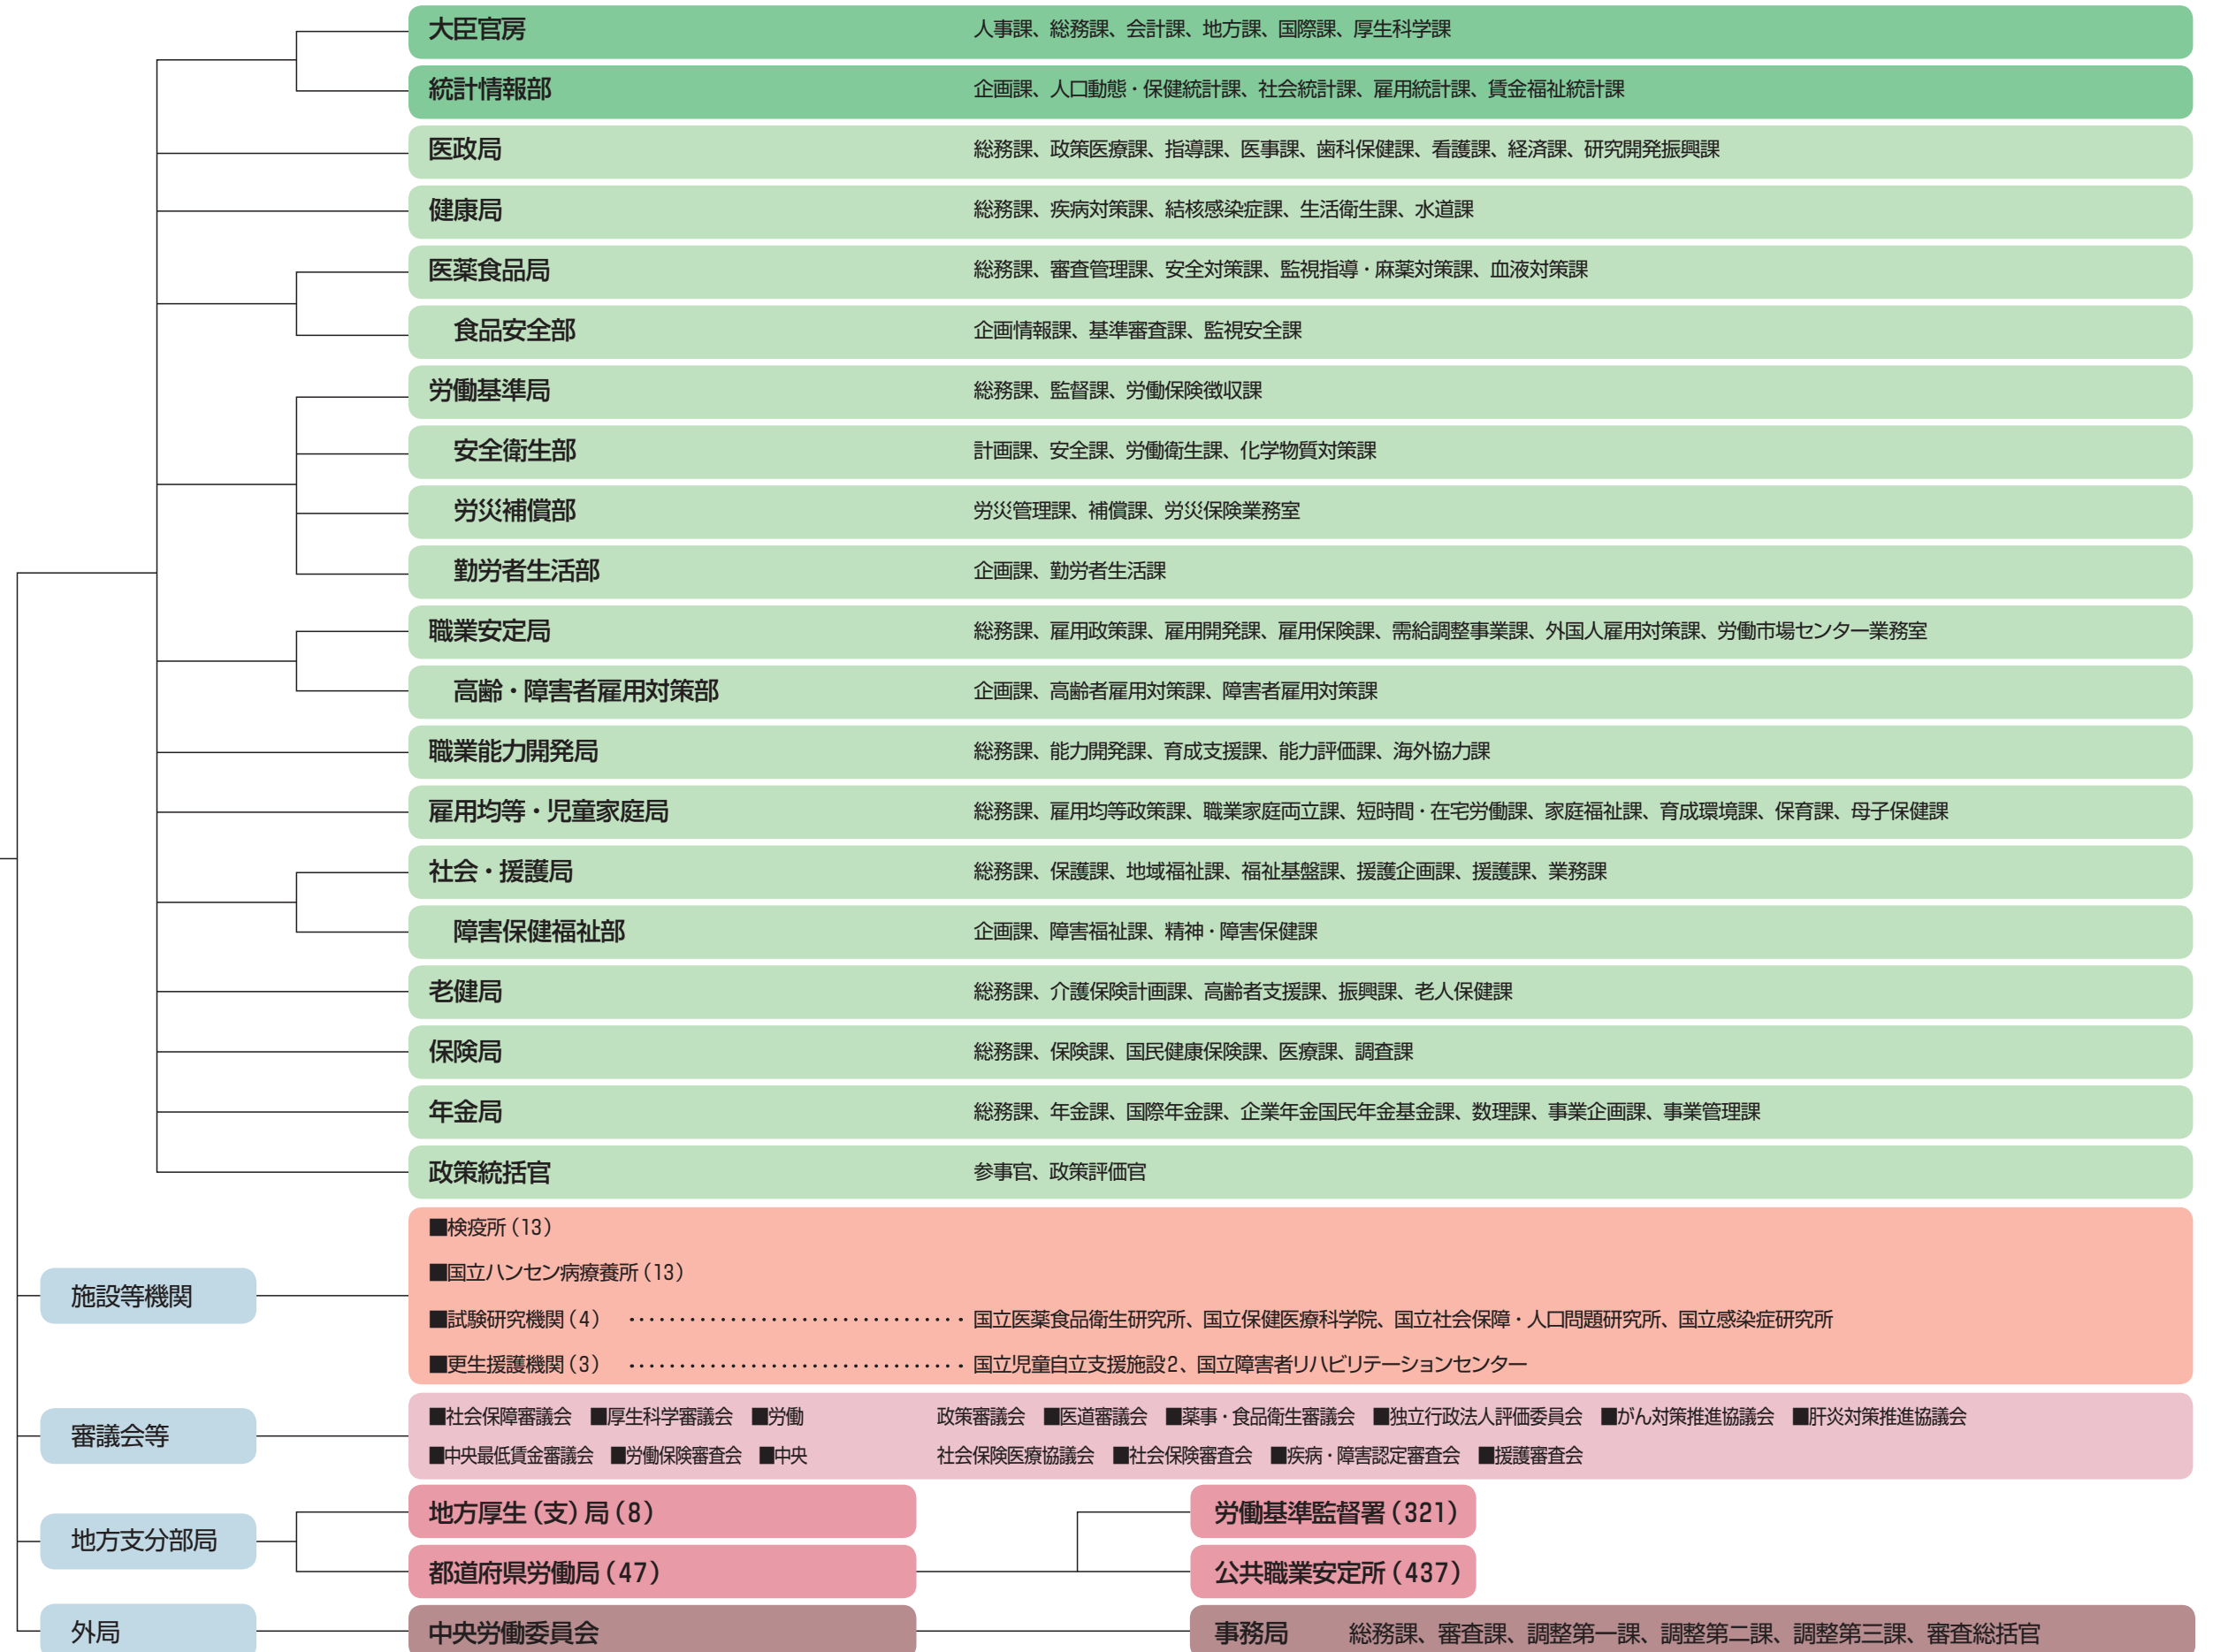 大臣官房 人事課、総務課、会計課、地方課、国際課、厚生科学課
統計情報部 企画課、人口動態・保健統計課、社会統計課、雇用統計課、賃金福祉統計課
医政局 総務課、政策医療課、指導課、医事課、歯科保健課、看護課、経済課、研究開発振興課
健康局 総務課、疾病対策課、結核感染症課、生活衛生課、水道課
医薬食品局 総務課、審査管理課、安全対策課、監視指導・麻薬対策課、血液対策課
食品安全部 企画情報課、基準審査課、監視安全課
労働基準局 総務課、監督課、労働保険徴収課
安全衛生部 計画課、安全課、労働衛生課、化学物質対策課
労災補償部 労災管理課、補償課、労災保険業務室
勤労者生活部 企画課、勤労者生活課
職業安定局 総務課、雇用政策課、雇用開発課、雇用保険課、需給調整事業課、外国人雇用対策課、労働市場センター業務室
高齢・障害者雇用対策部 企画課、高齢者雇用対策課、障害者雇用対策課
職業能力開発局 総務課、能力開発課、育成支援課、能力評価課、海外協力課
雇用均等・児童家庭局 総務課、雇用均等政策課、職業家庭両立課、短時間・在宅労働課、家庭福祉課、育成環境課、保育課、母子保健課
社会・援護局 総務課、保護課、地域福祉課、福祉基盤課、援護企画課、援護課、業務課
障害保健福祉部 企画課、障害福祉課、精神・障害保健課
老健局 総務課、介護保険計画課、高齢者支援課、振興課、老人保健課
保険局 総務課、保険課、国民健康保険課、医療課、調査課
年金局 総務課、年金課、国際年金課、企業年金国民年金基金課、数理課、事業企画課、事業管理課
政策統括官 参事官、政策評価官
施設等機関
■検疫所（13）
■国立ハンセン病療養所（13）
■試験研究機関（4） ………………………… 国立医薬食品衛生研究所、国立保健医療科学院、国立社会保障・人口問題研究所、国立感染症研究所
■更生援護機関（3） ………………………… 国立児童自立支援施設2、国立障害者リハビリテーションセンター
審議会等
■社会保障審議会 ■厚生科学審議会 ■労働 政策審議会 ■医道審議会 ■薬事・食品衛生審議会 ■独立行政法人評価委員会 ■がん対策推進協議会 ■肝炎対策推進協議会
■中央最低賃金審議会 ■労働保険審査会 ■中央 社会保険医療協議会 ■社会保険審査会 ■疾病・障害認定審査会 ■援護審査会
地方支分部局
地方厚生（支）局（8） 労働基準監督署（321）
都道府県労働局（47） 公共職業安定所（437）
外局 中央労働委員会 事務局 総務課、審査課、調整第一課、調整第二課、調整第三課、審査総括官